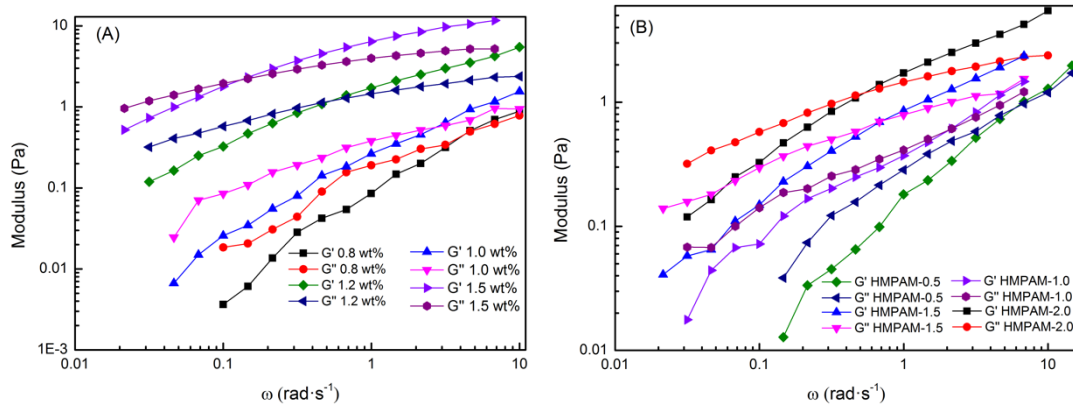 (A)
Modulus (Pa)
10
1
0.1
0.01
1E-3
0.01
0.1
1
10
ω (rad·s⁻¹)
G' 0.8 wt%
G'' 0.8 wt%
G' 1.2 wt%
G'' 1.2 wt%
G' 1.0 wt%
G'' 1.0 wt%
G' 1.5 wt%
G'' 1.5 wt%
(B)
Modulus (Pa)
1
0.1
0.01
0.01
0.1
1
10
ω (rad·s⁻¹)
G' HMPAM-0.5
G'' HMPAM-0.5
G' HMPAM-1.5
G'' HMPAM-1.5
G' HMPAM-1.0
G'' HMPAM-1.0
G' HMPAM-2.0
G'' HMPAM-2.0